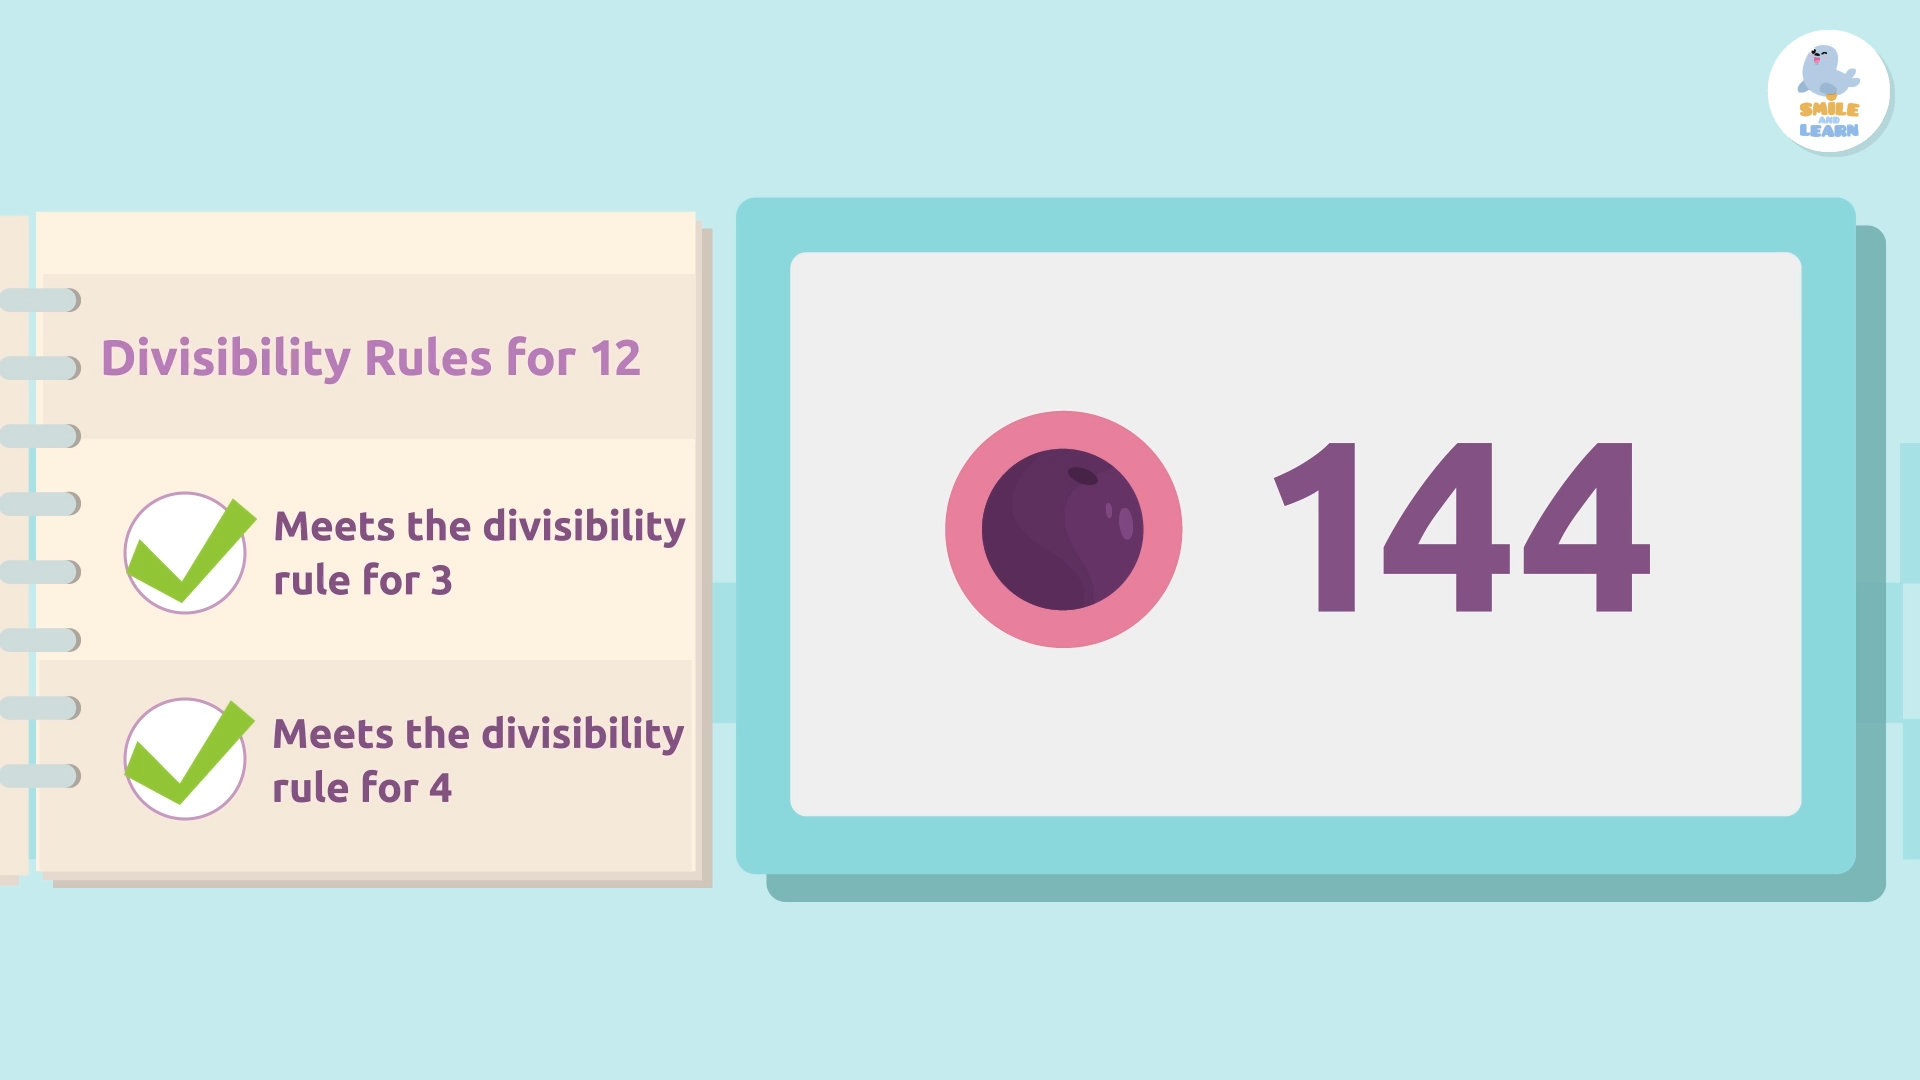 SMILE
AND
LEARN
Divisibility Rules for 12
Meets the divisibility
rule for 3
Meets the divisibility
rule for 4
144